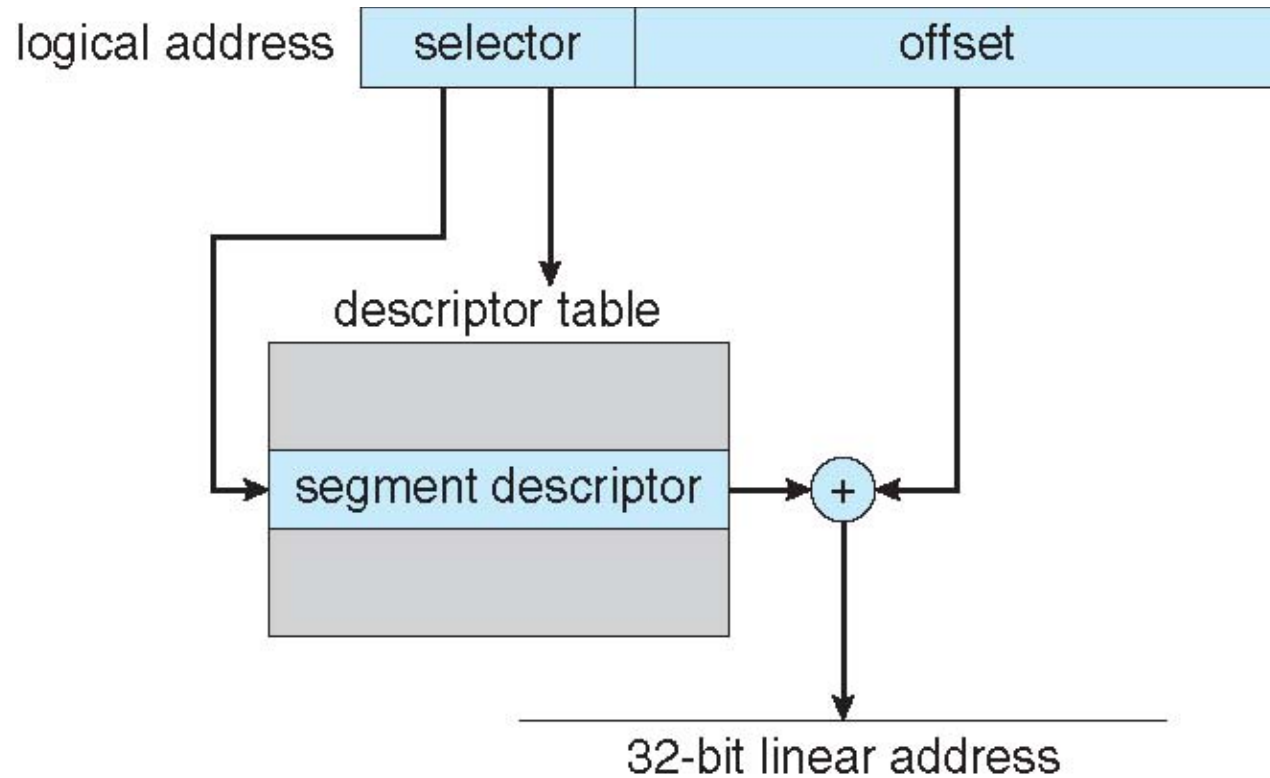 logical address selector offset
descriptor table
segment descriptor +
32-bit linear address